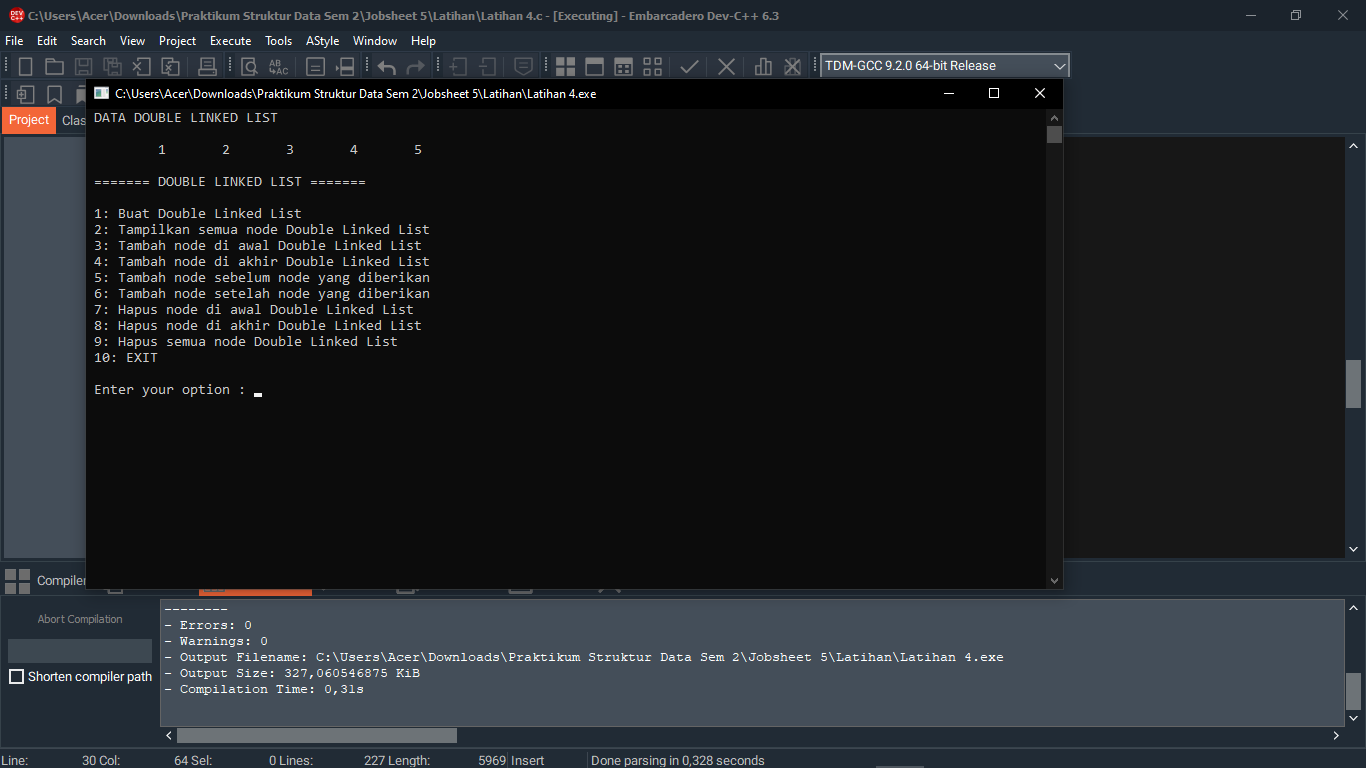 C:\Users\Acer\Downloads\Praktikum Struktur Data Sem 2\Jobsheet 5\Latihan\Latihan 4.c - [Executing] - Embarcadero Dev-C++ 6.3
File Edit Search View Project Execute Tools AStyle Window Help
TDM-GCC 9.2.0 64-bit Release
C:\Users\Acer\Downloads\Praktikum Struktur Data Sem 2\Jobsheet 5\Latihan\Latihan 4.exe
Project Clas
DATA DOUBLE LINKED LIST
1 2 3 4 5
======= DOUBLE LINKED LIST =======
1: Buat Double Linked List
2: Tampilkan semua node Double Linked List
3: Tambah node di awal Double Linked List
4: Tambah node di akhir Double Linked List
5: Tambah node sebelum node yang diberikan
6: Tambah node setelah node yang diberikan
7: Hapus node di awal Double Linked List
8: Hapus node di akhir Double Linked List
9: Hapus semua node Double Linked List
10: EXIT
Enter your option :
Compiler
Abort Compilation
Shorten compiler path
--------
- Errors: 0
- Warnings: 0
- Output Filename: C:\Users\Acer\Downloads\Praktikum Struktur Data Sem 2\Jobsheet 5\Latihan\Latihan 4.exe
- Output Size: 327,060546875 KiB
- Compilation Time: 0,31s
Line: 30 Col: 64 Sel: 0 Lines: 227 Length: 5969 Insert Done parsing in 0,328 seconds